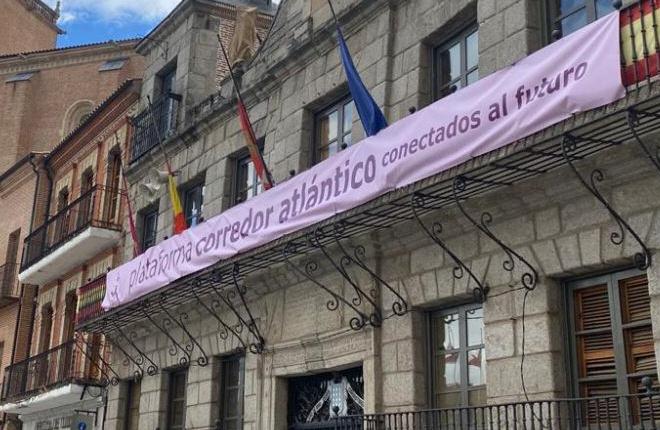 plataforma corredor atlántico conectados al futuro